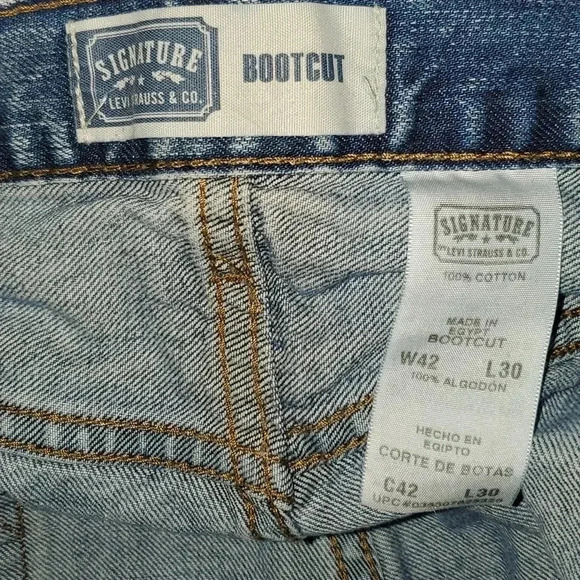 SIGNATURE
BY LEVI STRAUSS & CO.
BOOTCUT
SIGNATURE
LEVI STRAUSS & CO.
100% COTTON
MADE IN
EGYPT
BOOTCUT
W42 L30
100% ALGODÓN
HECHO EN
EGIPTO
CORTE DE BOTAS
C42 L30